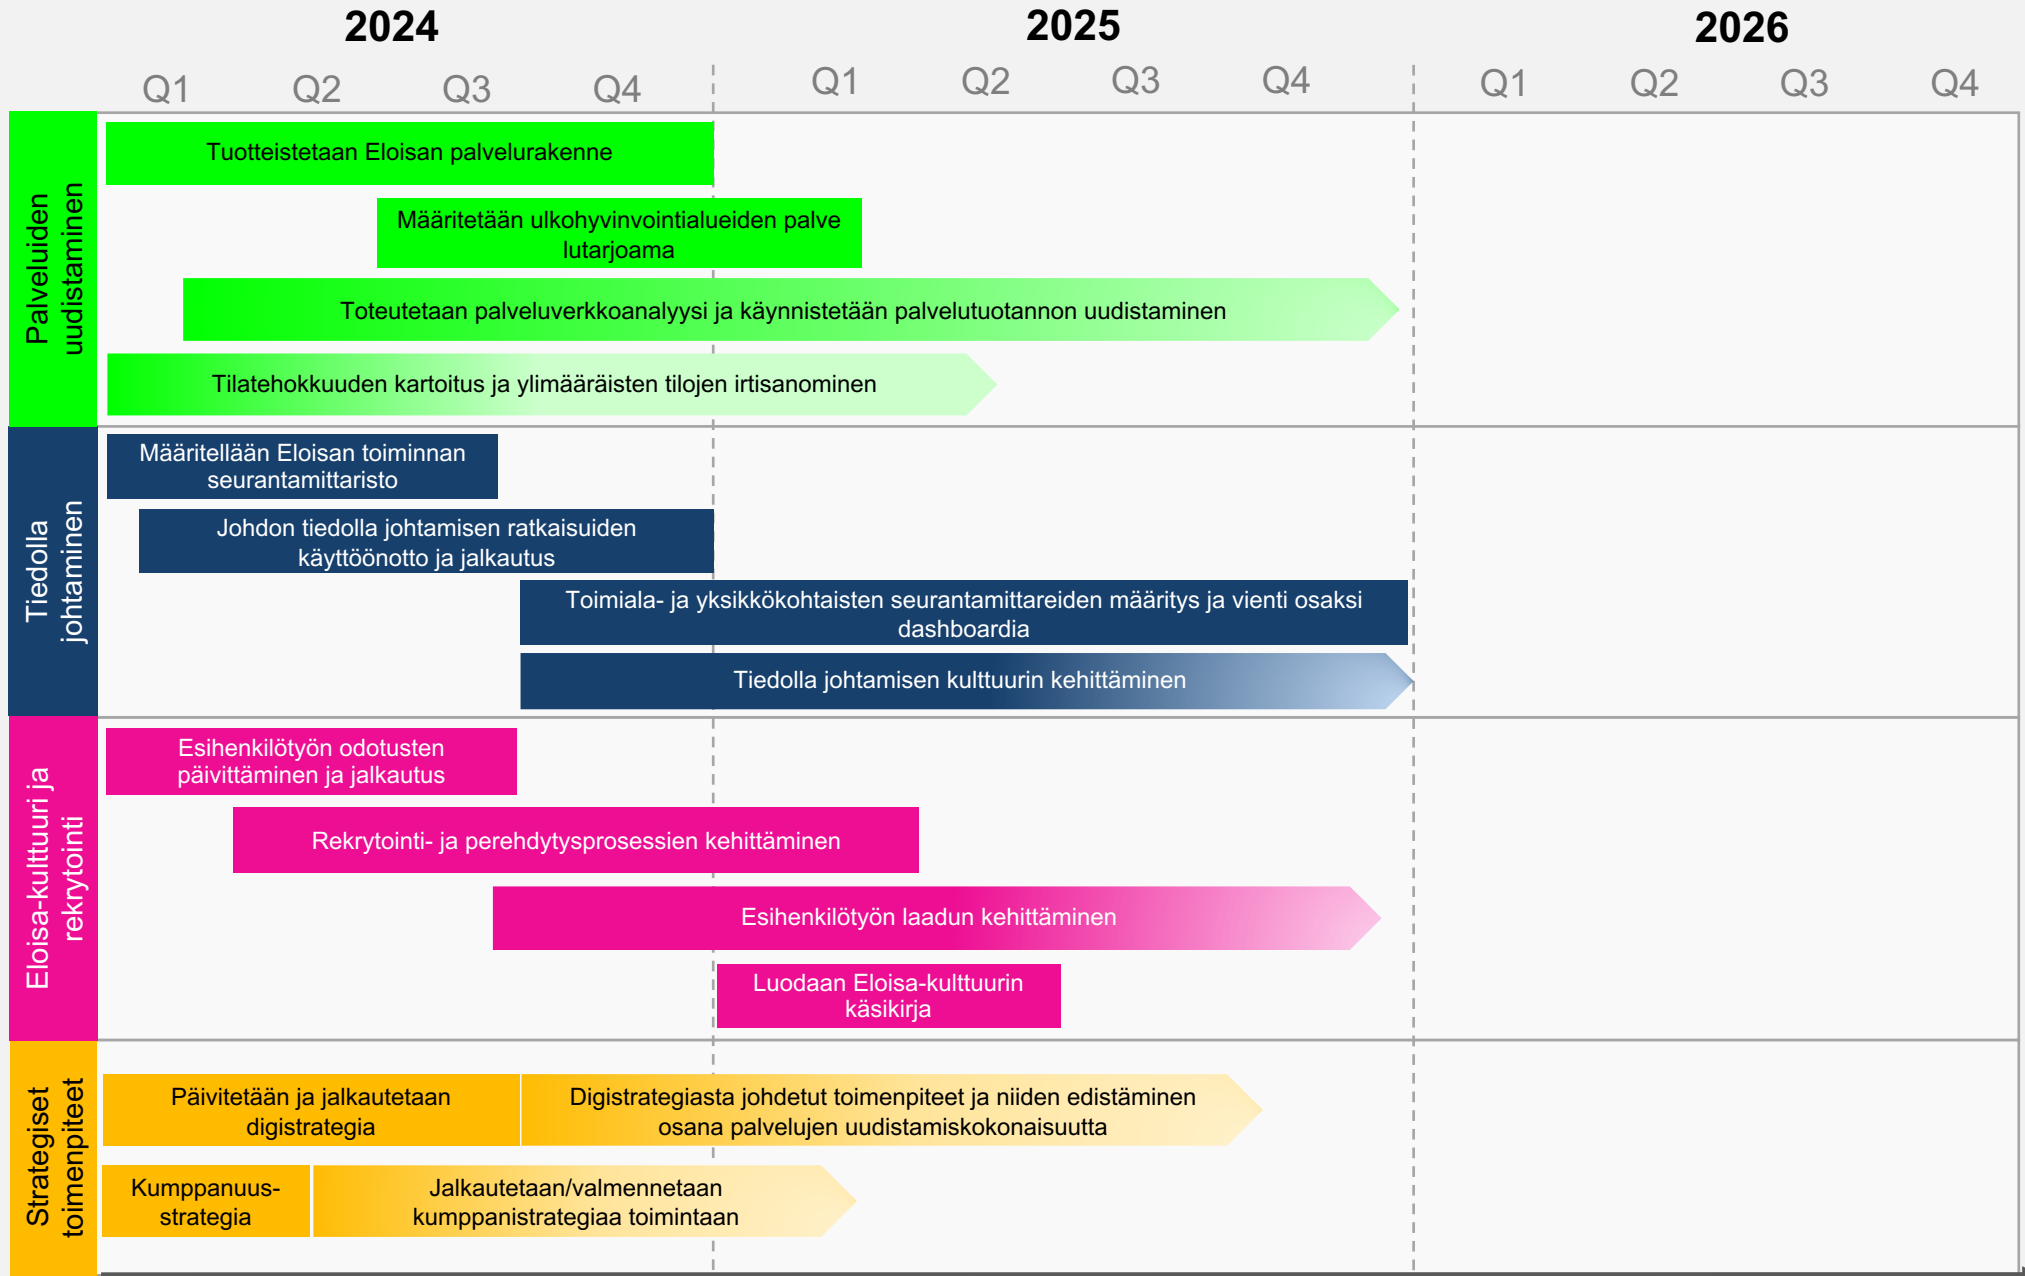 2024
2025
2026
Q1
Q2
Q3
Q4
Q1
Q2
Q3
Q4
Q1
Q2
Q3
Q4
Palveluiden
uudistaminen
Tuotteistetaan Eloisan palvelurakenne
Määritetään ulkohyvinvointialueiden palve
lutarjoama
Toteutetaan palveluverkkoanalyysi ja käynnistetään palvelutuotannon uudistaminen
Tilatehokkuuden kartoitus ja ylimääräisten tilojen irtisanominen
Tiedolla
johtaminen
Määritellään Eloisan toiminnan
seurantamittaristo
Johdon tiedolla johtamisen ratkaisuiden
käyttöönotto ja jalkautus
Toimiala- ja yksikkökohtaisten seurantamittareiden määritys ja vienti osaksi
dashboardia
Tiedolla johtamisen kulttuurin kehittäminen
Eloisa-kulttuuri ja
rekrytointi
Esihenkilötyön odotusten
päivittäminen ja jalkautus
Rekrytointi- ja perehdytysprosessien kehittäminen
Esihenkilötyön laadun kehittäminen
Luodaan Eloisa-kulttuurin
käsikirja
Strategiset
toimenpiteet
Päivitetään ja jalkautetaan
digistrategia
Digistrategiasta johdetut toimenpiteet ja niiden edistäminen
osana palvelujen uudistamiskokonaisuutta
Kumppanuus-
strategia
Jalkautetaan/valmennetaan
kumppanistrategiaa toimintaan